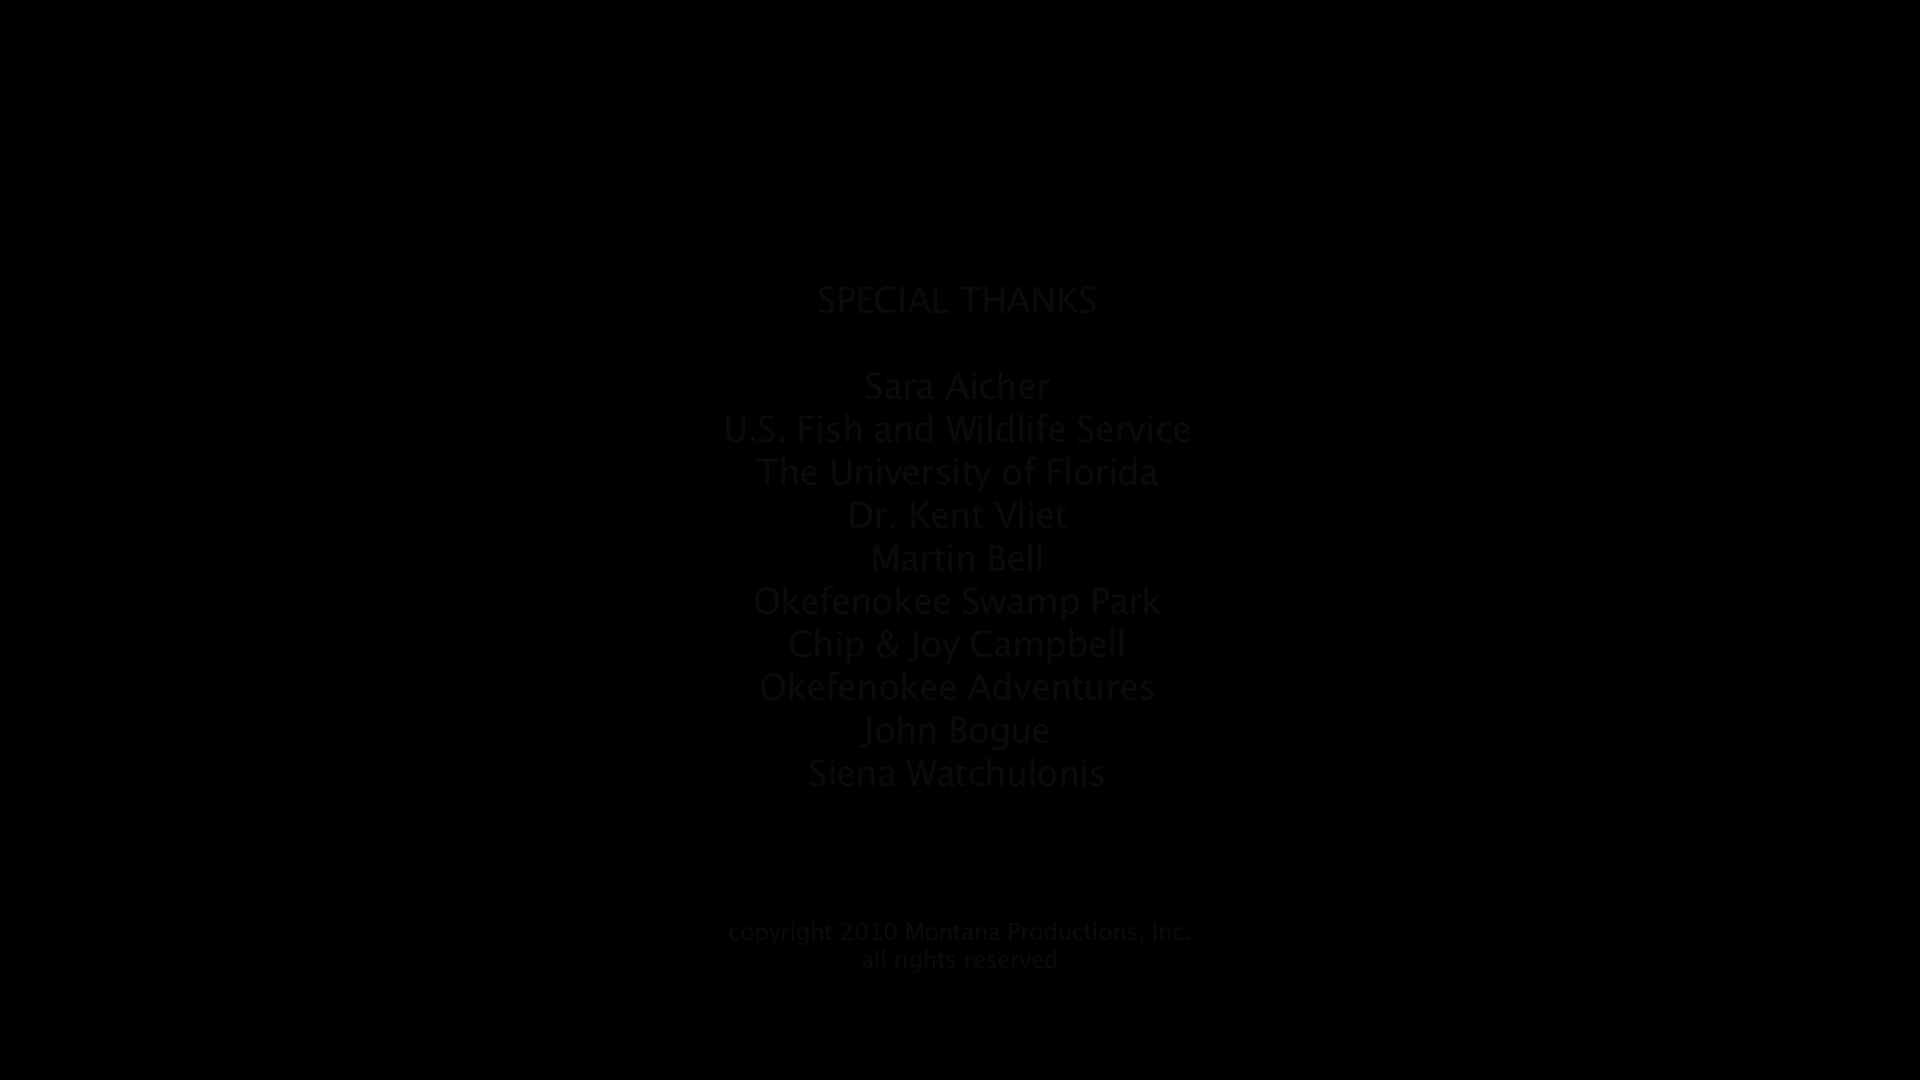 SPECIAL THANKS
Sara Aicher
U.S. Fish and Wildlife Service
The University of Florida
Dr. Kent Vliet
Martin Bell
Okefenokee Swamp Park
Chip & Joy Campbell
Okefenokee Adventures
John Bogue
Siena Watchulonis
copyright 2010 Montana Productions, Inc.
all rights reserved